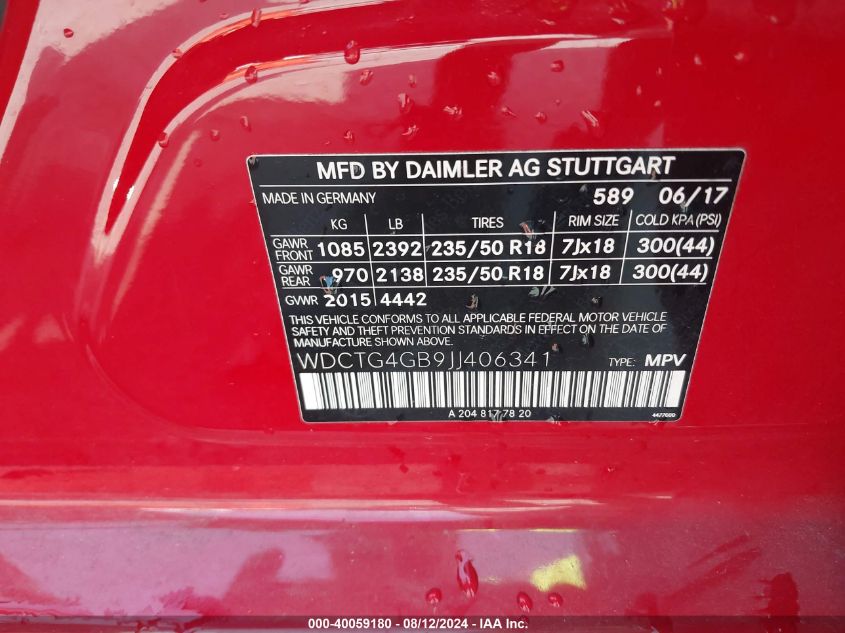 MFD BY DAIMLER AG STUTTGART
MADE IN GERMANY 589 06/17
KG LB TIRES RIM SIZE COLD KPA(PSI)
GAWR FRONT 1085 2392 235/50 R18 7Jx18 300(44)
GAWR REAR 970 2138 235/50 R18 7Jx18 300(44)
GVWR 2015 4442
THIS VEHICLE CONFORMS TO ALL APPLICABLE FEDERAL MOTOR VEHICLE
SAFETY AND THEFT PREVENTION STANDARDS IN EFFECT ON THE DATE OF
MANUFACTURE SHOWN ABOVE.
WDCTG4GB9JJ406341 TYPE: MPV
A 204 817 78 20
000-40059180 - 08/12/2024 - IAA Inc.